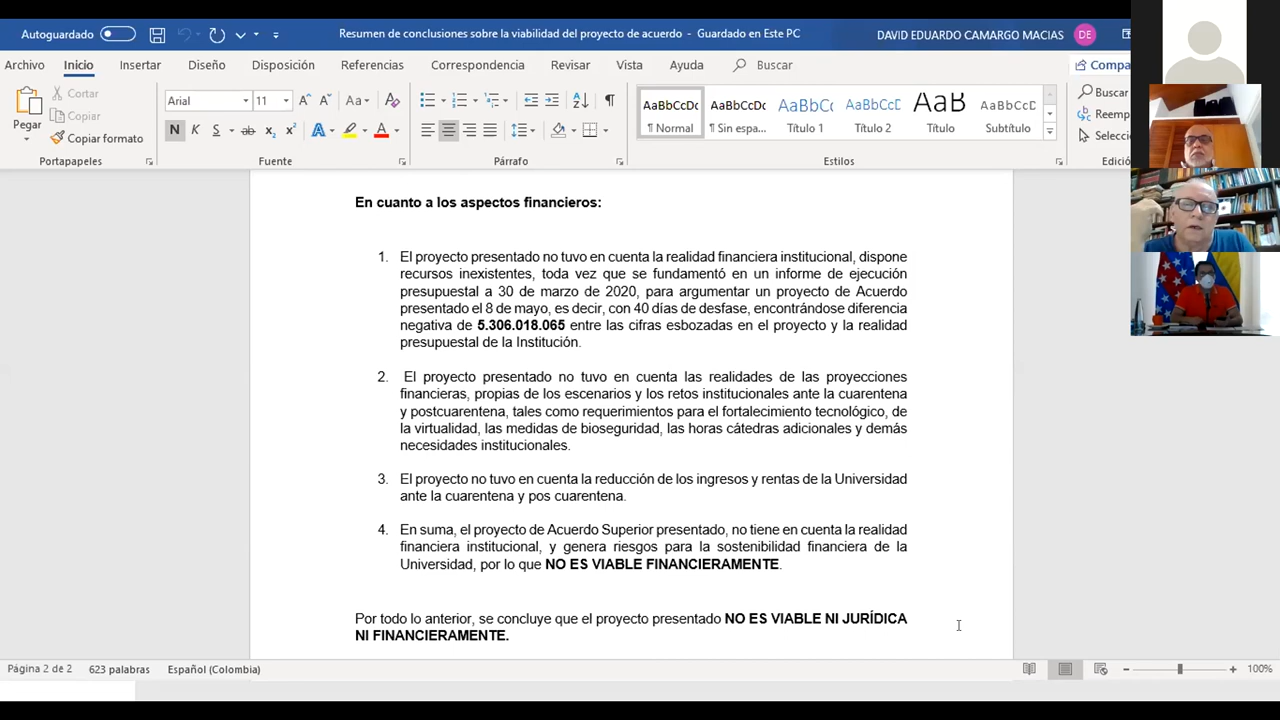 Autoguardado
Resumen de conclusiones sobre la viabilidad del proyecto de acuerdo - Guardado en Este PC
DAVID EDUARDO CAMARGO MACIAS
DE
Archivo Inicio Insertar Diseño Disposición Referencias Correspondencia Revisar Vista Ayuda Buscar
Pegar
Cortar
Copiar
Copiar formato
Portapapeles
Arial 11
N K S ab x₂ x²
Fuente
Párrafo
AaBbCcDc AaBbCcDc AaBbCc AaBbCcD AaB AaBbCcD
¶ Normal ¶ Sin espa... Título 1 Título 2 Título Subtítulo
Estilos
Buscar
En cuanto a los aspectos financieros:
1. El proyecto presentado no tuvo en cuenta la realidad financiera institucional, dispone
recursos inexistentes, toda vez que se fundamentó en un informe de ejecución
presupuestal a 30 de marzo de 2020, para argumentar un proyecto de Acuerdo
presentado el 8 de mayo, es decir, con 40 días de desfase, encontrándose diferencia
negativa de 5.306.018.065 entre las cifras esbozadas en el proyecto y la realidad
presupuestal de la Institución.
2. El proyecto presentado no tuvo en cuenta las realidades de las proyecciones
financieras, propias de los escenarios y los retos institucionales ante la cuarentena
y postcuarentena, tales como requerimientos para el fortalecimiento tecnológico, de
la virtualidad, las medidas de bioseguridad, las horas cátedras adicionales y demás
necesidades institucionales.
3. El proyecto no tuvo en cuenta la reducción de los ingresos y rentas de la Universidad
ante la cuarentena y pos cuarentena.
4. En suma, el proyecto de Acuerdo Superior presentado, no tiene en cuenta la realidad
financiera institucional, y genera riesgos para la sostenibilidad financiera de la
Universidad, por lo que NO ES VIABLE FINANCIERAMENTE.
Por todo lo anterior, se concluye que el proyecto presentado NO ES VIABLE NI JURÍDICA
NI FINANCIERAMENTE.
Página 2 de 2 623 palabras Español (Colombia) 100%